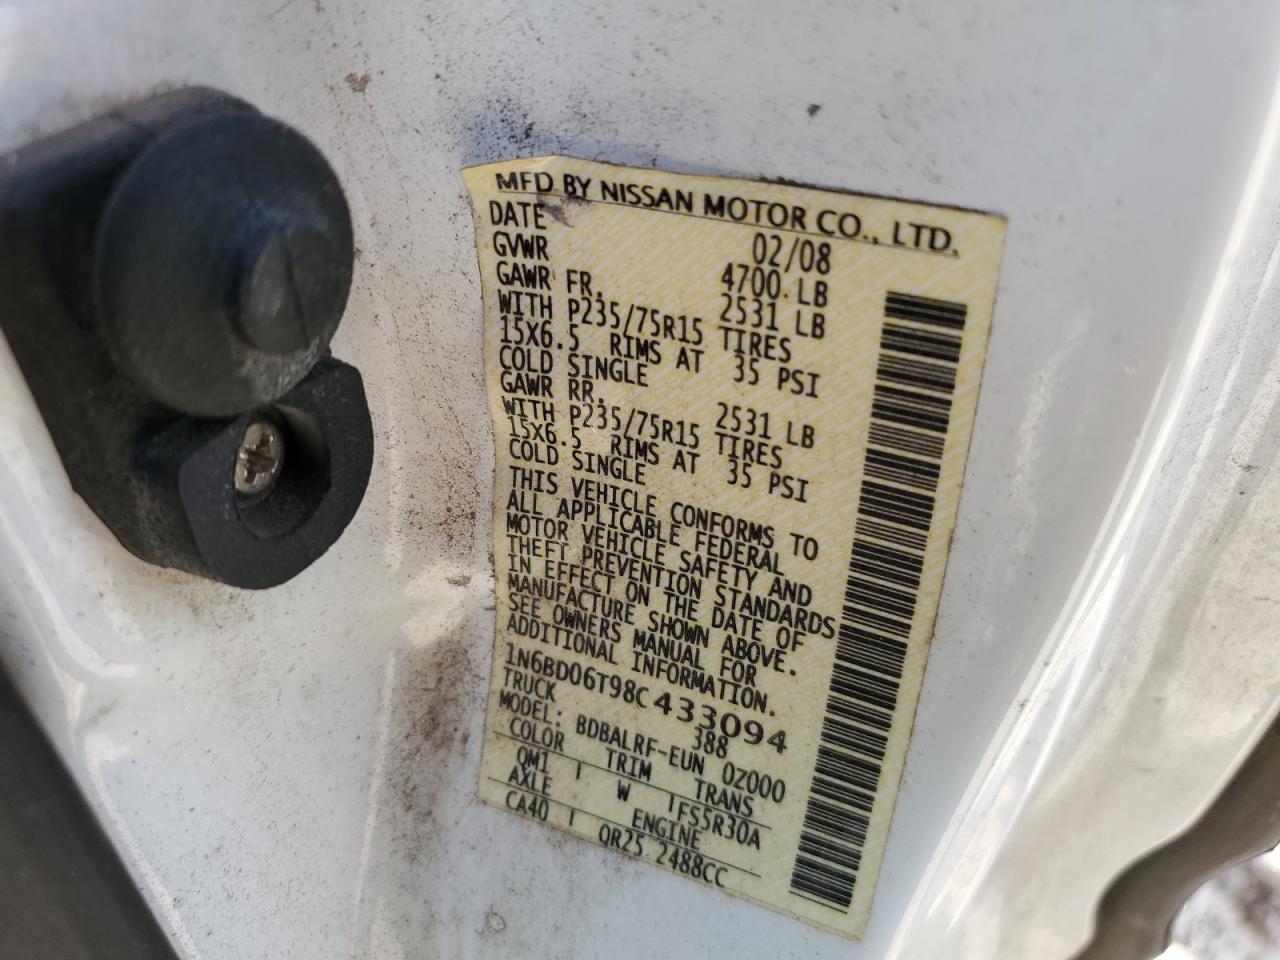 MFD BY NISSAN MOTOR CO., LTD.
DATE 02/08
GVWR 4700 LB
GAWR FR. 2531 LB
WITH P235/75R15 TIRES
15X6.5 RIMS AT 35 PSI
COLD SINGLE
GAWR RR. 2531 LB
WITH P235/75R15 TIRES
15X6.5 RIMS AT 35 PSI
COLD SINGLE
THIS VEHICLE CONFORMS TO
ALL APPLICABLE FEDERAL
MOTOR VEHICLE SAFETY AND
THEFT PREVENTION STANDARDS
IN EFFECT ON THE DATE OF
MANUFACTURE SHOWN ABOVE.
SEE OWNERS MANUAL FOR
ADDITIONAL INFORMATION.
1N6BD06T98C433094
TRUCK 388
MODEL: BDBALRF-EUN 0Z000
COLOR TRIM TRANS
QM1 W FS5R30A
AXLE ENGINE
CA40 QR25 2488CC